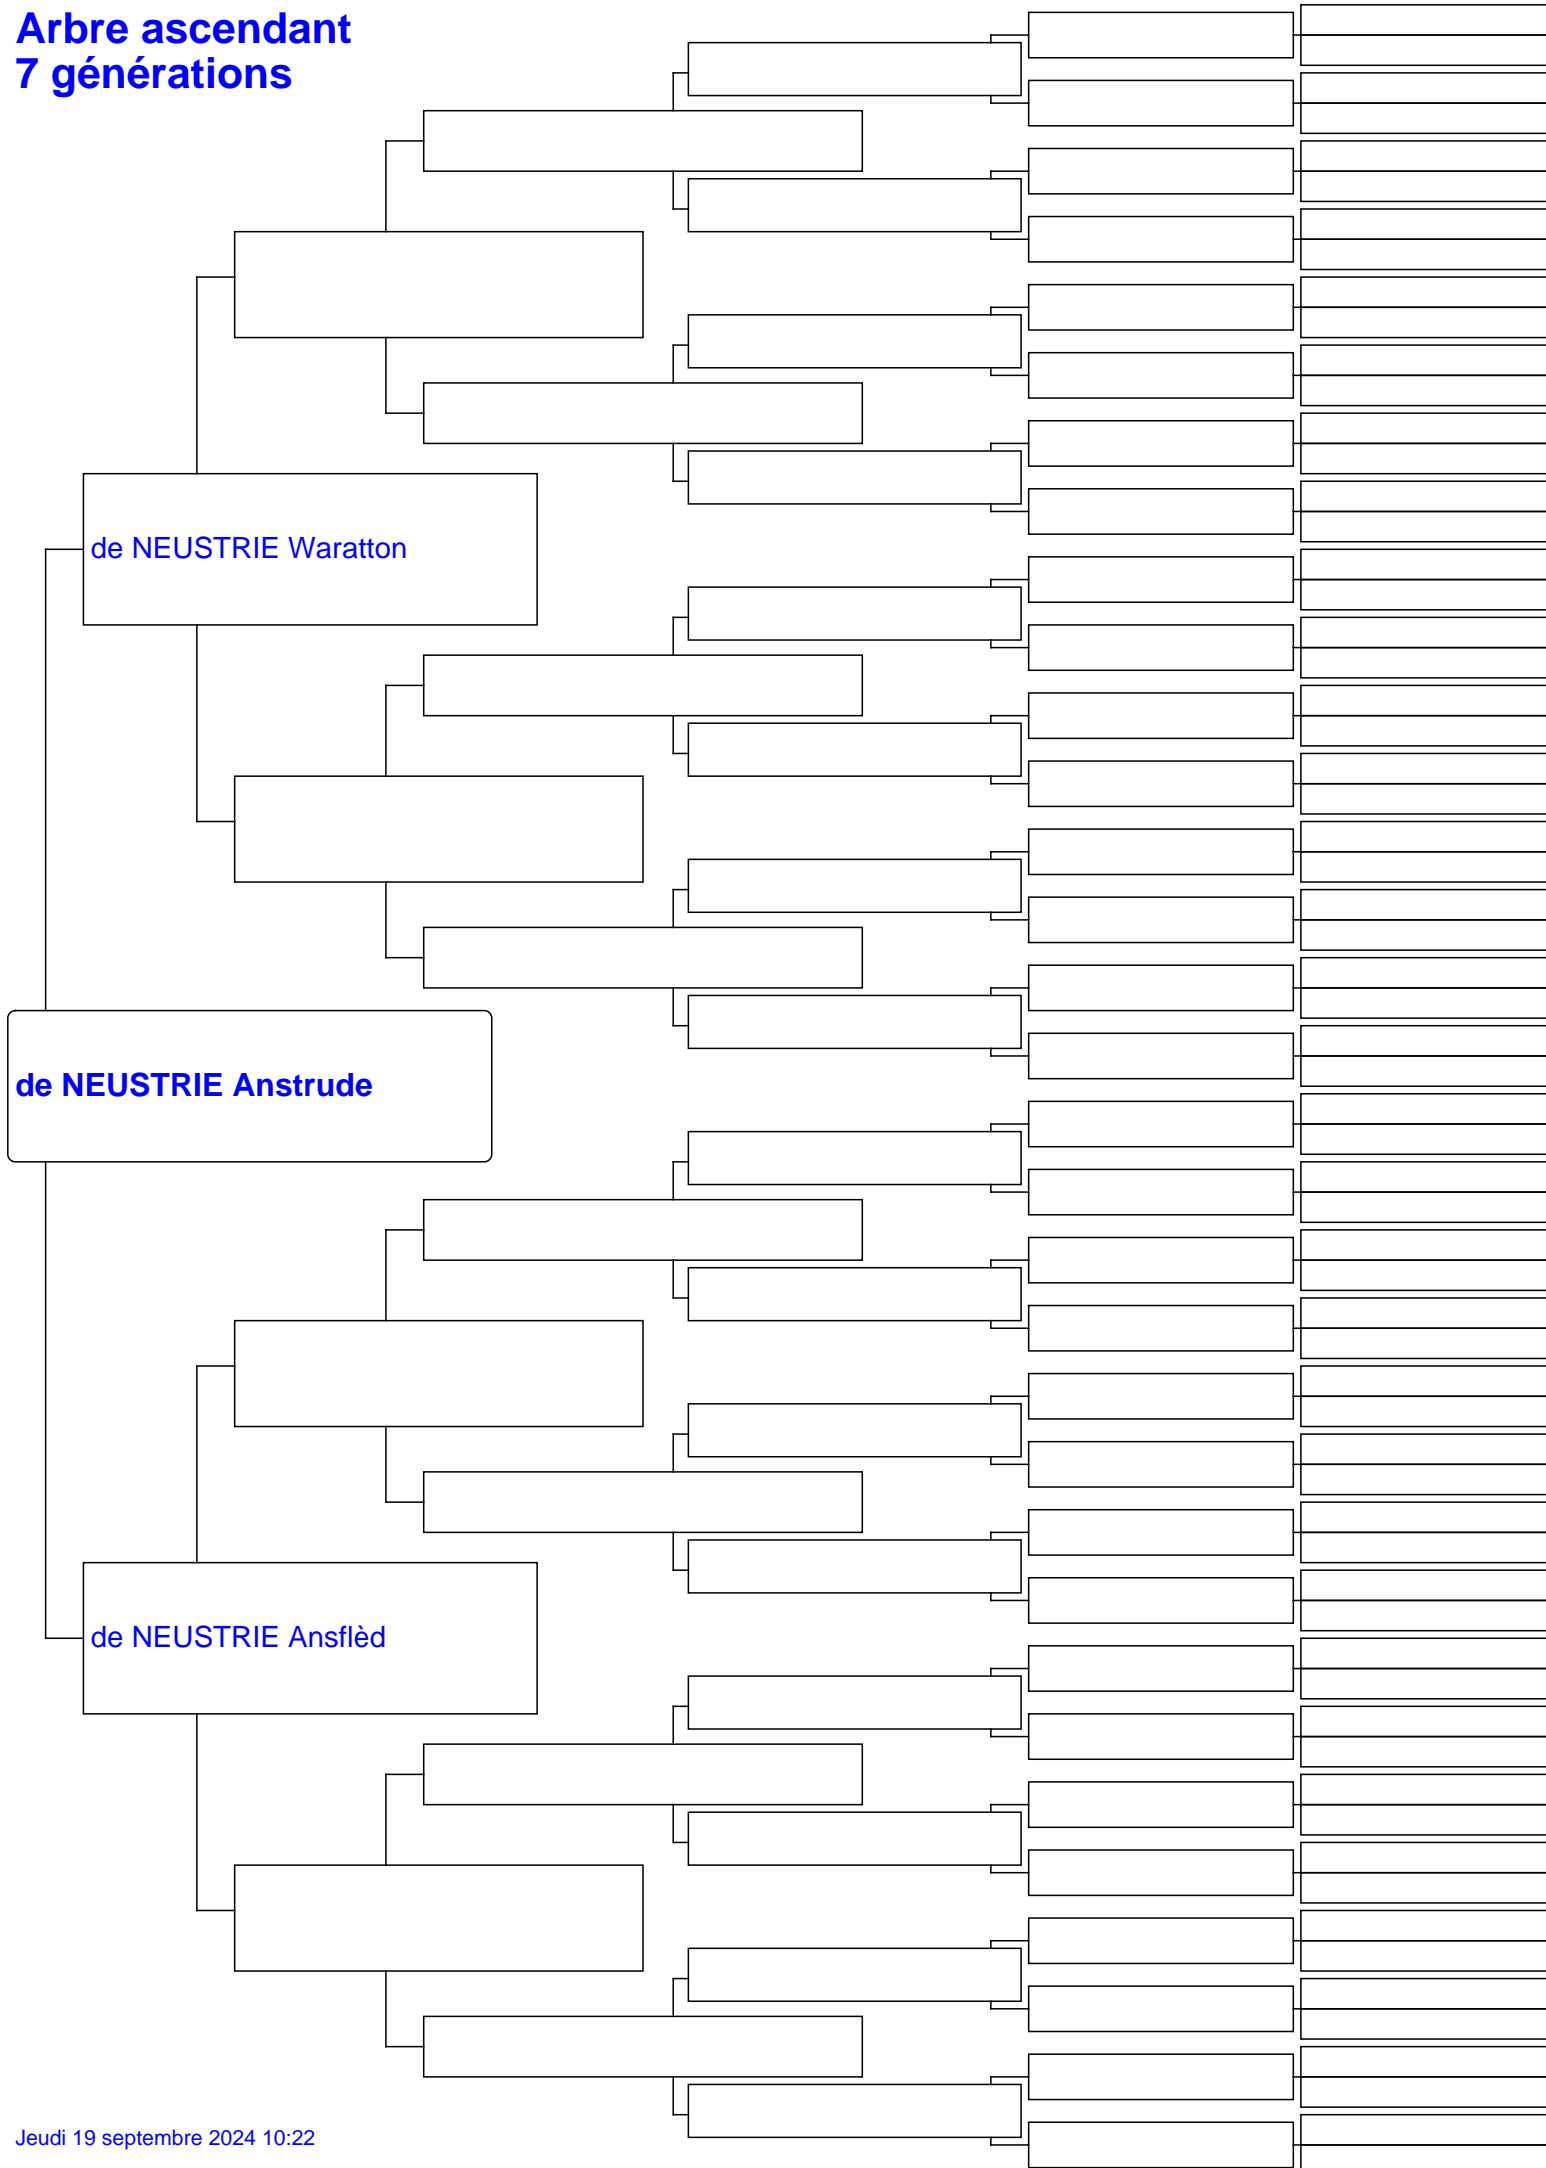 Arbre ascendant
7 générations
de NEUSTRIE Waratton
de NEUSTRIE Anstrude
de NEUSTRIE Ansflèd
Jeudi 19 septembre 2024 10:22